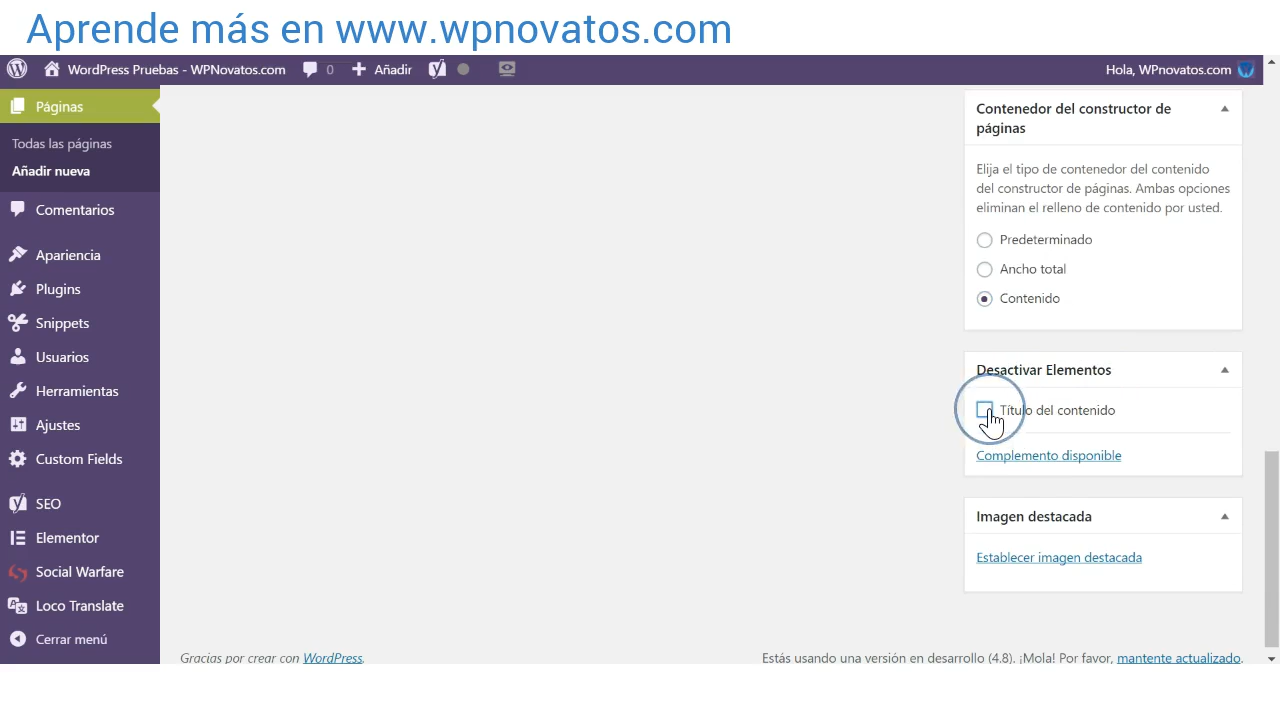 Aprende más en www.wpnovatos.com
WordPress Pruebas - WPNovatos.com 0 Añadir Hola, WPnovatos.com
Páginas
Todas las páginas
Añadir nueva
Comentarios
Apariencia
Plugins
Snippets
Usuarios
Herramientas
Ajustes
Custom Fields
SEO
Elementor
Social Warfare
Loco Translate
Cerrar menú
Contenedor del constructor de
páginas
Elija el tipo de contenedor del contenido
del constructor de páginas. Ambas opciones
eliminan el relleno de contenido por usted.
Predeterminado
Ancho total
Contenido
Desactivar Elementos
Título del contenido
Complemento disponible
Imagen destacada
Establecer imagen destacada
Gracias por crear con WordPress. Estás usando una versión en desarrollo (4.8). ¡Mola! Por favor, mantente actualizado.